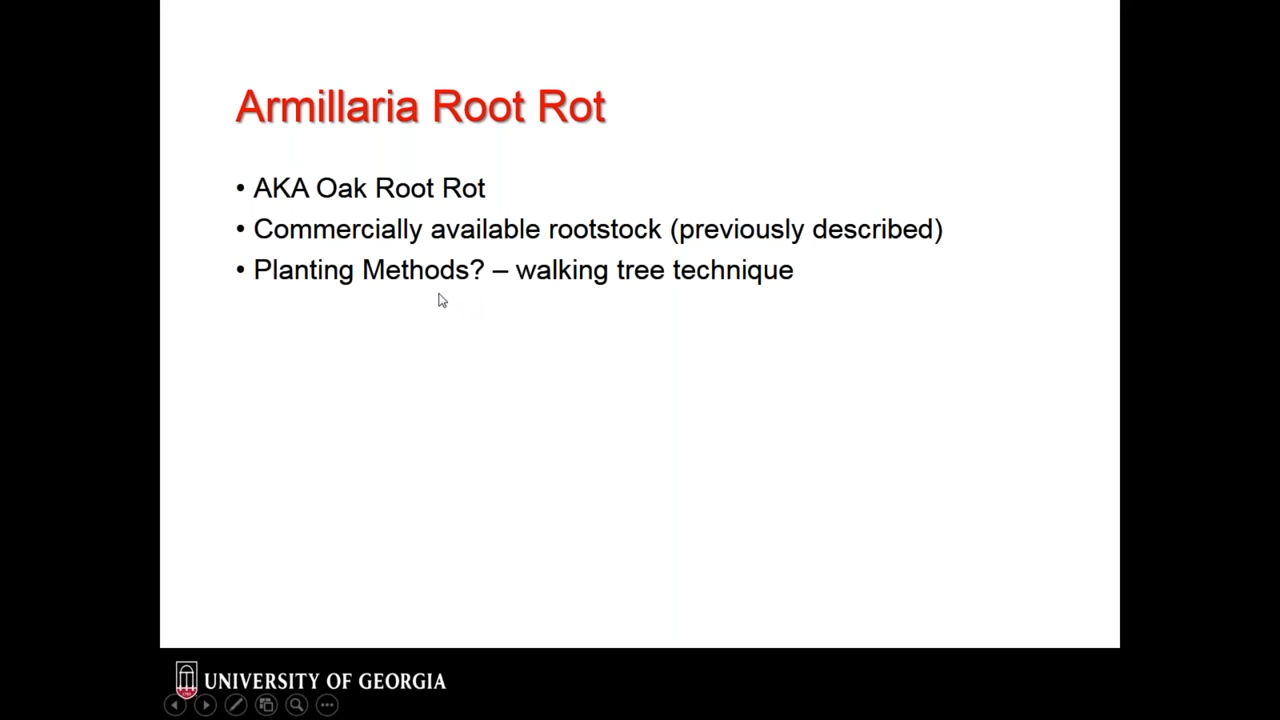 Armillaria Root Rot
• AKA Oak Root Rot
• Commercially available rootstock (previously described)
• Planting Methods? – walking tree technique
UNIVERSITY OF GEORGIA